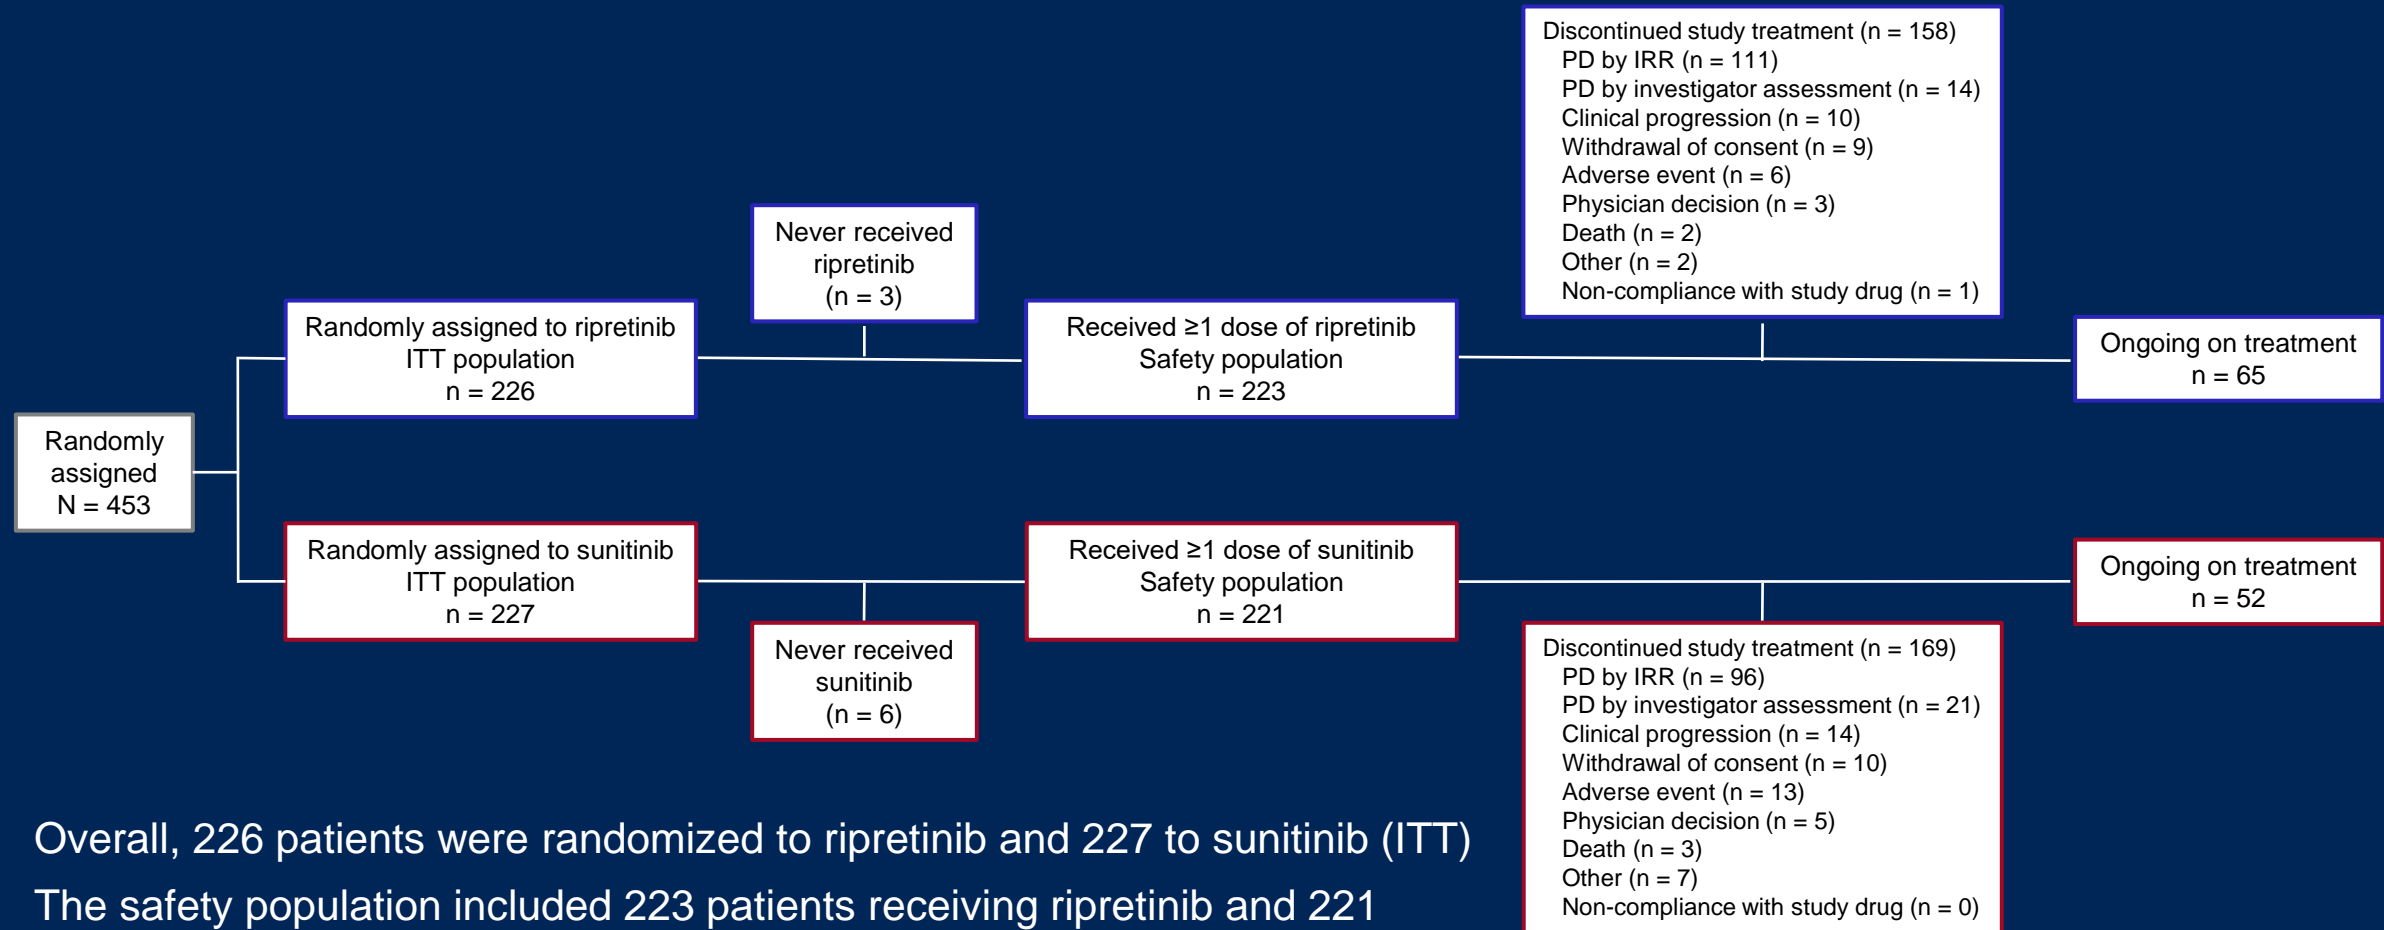 Randomly
assigned
N = 453
Randomly assigned to ripretinib
ITT population
n = 226
Never received
ripretinib
(n = 3)
Received ≥1 dose of ripretinib
Safety population
n = 223
Discontinued study treatment (n = 158)
PD by IRR (n = 111)
PD by investigator assessment (n = 14)
Clinical progression (n = 10)
Withdrawal of consent (n = 9)
Adverse event (n = 6)
Physician decision (n = 3)
Death (n = 2)
Other (n = 2)
Non-compliance with study drug (n = 1)
Ongoing on treatment
n = 65
Randomly assigned to sunitinib
ITT population
n = 227
Never received
sunitinib
(n = 6)
Received ≥1 dose of sunitinib
Safety population
n = 221
Discontinued study treatment (n = 169)
PD by IRR (n = 96)
PD by investigator assessment (n = 21)
Clinical progression (n = 14)
Withdrawal of consent (n = 10)
Adverse event (n = 13)
Physician decision (n = 5)
Death (n = 3)
Other (n = 7)
Non-compliance with study drug (n = 0)
Ongoing on treatment
n = 52
Overall, 226 patients were randomized to ripretinib and 227 to sunitinib (ITT)
The safety population included 223 patients receiving ripretinib and 221